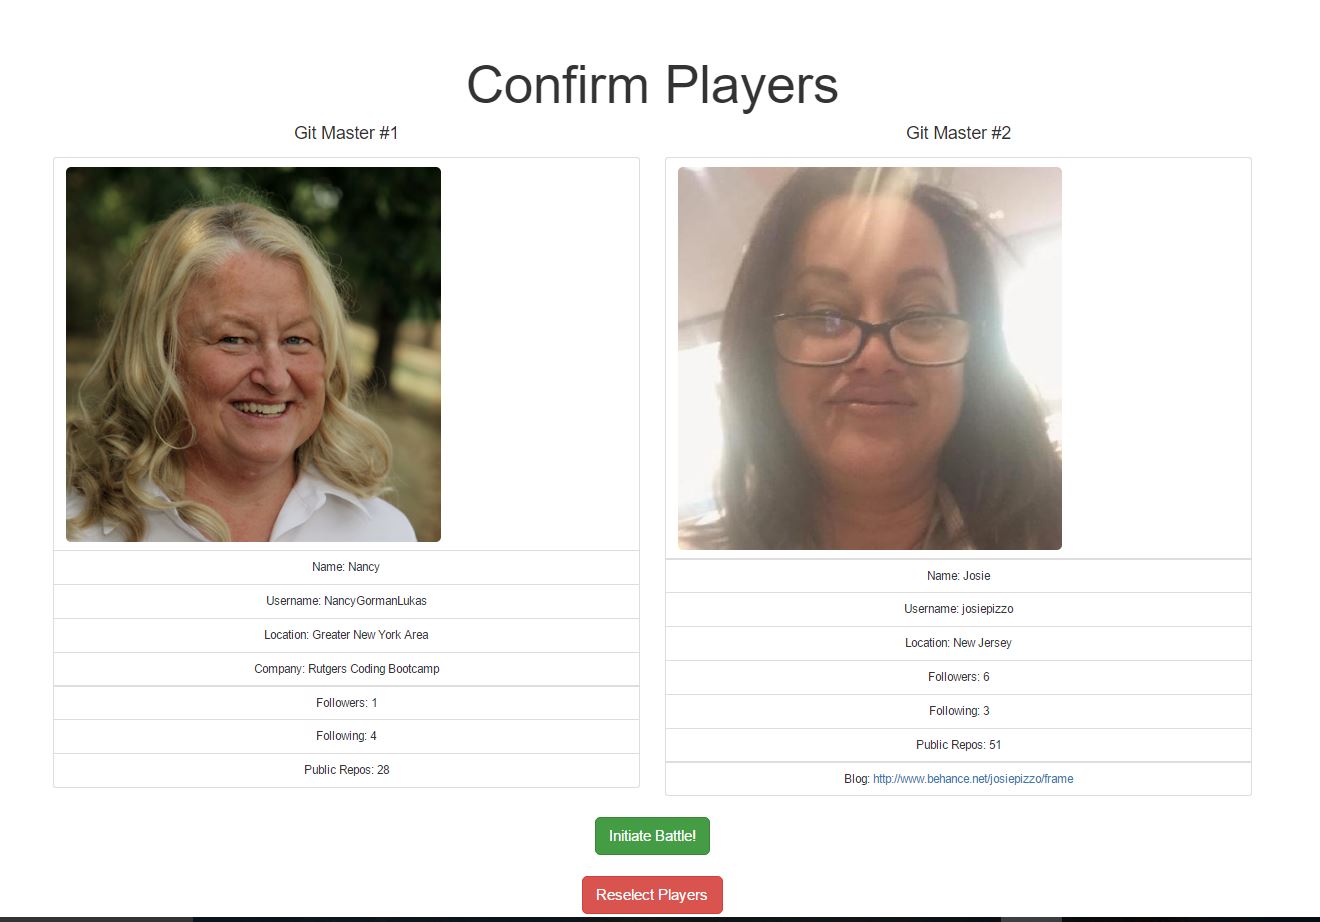 Confirm Players
Git Master #1
Name: Nancy
Username: NancyGormanLukas
Location: Greater New York Area
Company: Rutgers Coding Bootcamp
Followers: 1
Following: 4
Public Repos: 28
Git Master #2
Name: Josie
Username: josiepizzo
Location: New Jersey
Followers: 6
Following: 3
Public Repos: 51
Blog: http://www.behance.net/josiepizzo/frame
Initiate Battle!
Reselect Players